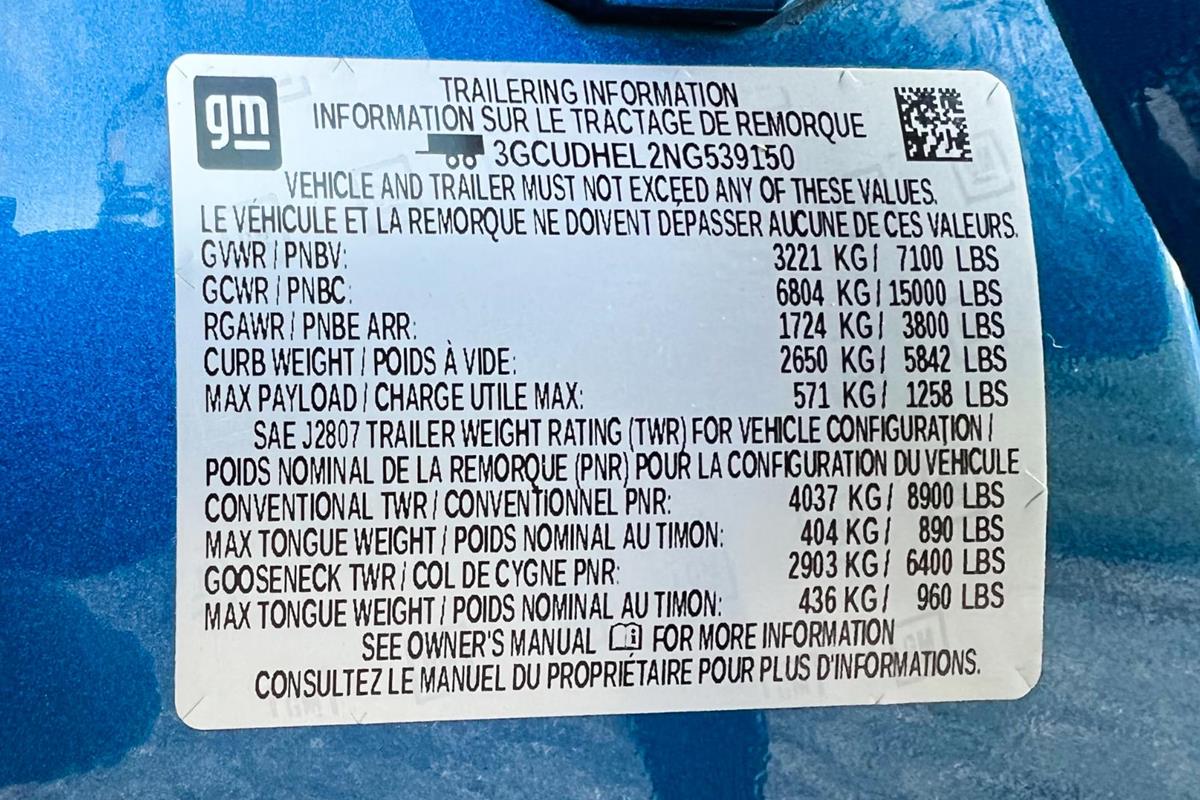 gm
TRAILERING INFORMATION
INFORMATION SUR LE TRACTAGE DE REMORQUE
3GCUDHEL2NG539150
VEHICLE AND TRAILER MUST NOT EXCEED ANY OF THESE VALUES.
LE VÉHICULE ET LA REMORQUE NE DOIVENT DÉPASSER AUCUNE DE CES VALEURS.
GVWR / PNBV: 3221 KG / 7100 LBS
GCWR / PNBC: 6804 KG / 15000 LBS
RGAWR / PNBE ARR: 1724 KG / 3800 LBS
CURB WEIGHT / POIDS À VIDE: 2650 KG / 5842 LBS
MAX PAYLOAD / CHARGE UTILE MAX: 571 KG / 1258 LBS
SAE J2807 TRAILER WEIGHT RATING (TWR) FOR VEHICLE CONFIGURATION /
POIDS NOMINAL DE LA REMORQUE (PNR) POUR LA CONFIGURATION DU VÉHICULE
CONVENTIONAL TWR / CONVENTIONNEL PNR: 4037 KG / 8900 LBS
MAX TONGUE WEIGHT / POIDS NOMINAL AU TIMON: 404 KG / 890 LBS
GOOSENECK TWR / COL DE CYGNE PNR: 2903 KG / 6400 LBS
MAX TONGUE WEIGHT / POIDS NOMINAL AU TIMON: 436 KG / 960 LBS
SEE OWNER'S MANUAL FOR MORE INFORMATION
CONSULTEZ LE MANUEL DU PROPRIÉTAIRE POUR PLUS D'INFORMATIONS.